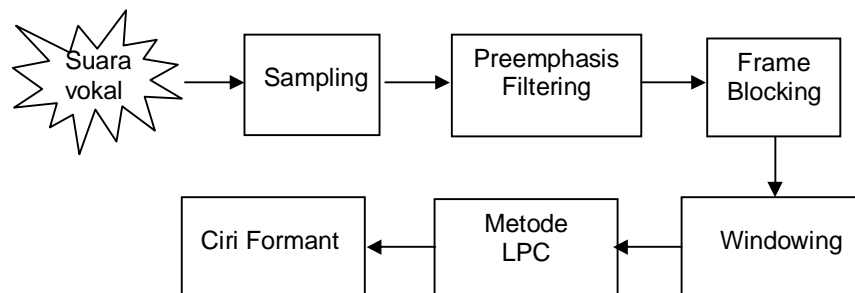 Suara
vokal
Sampling
Preemphasis
Filtering
Frame
Blocking
Windowing
Metode
LPC
Ciri Formant